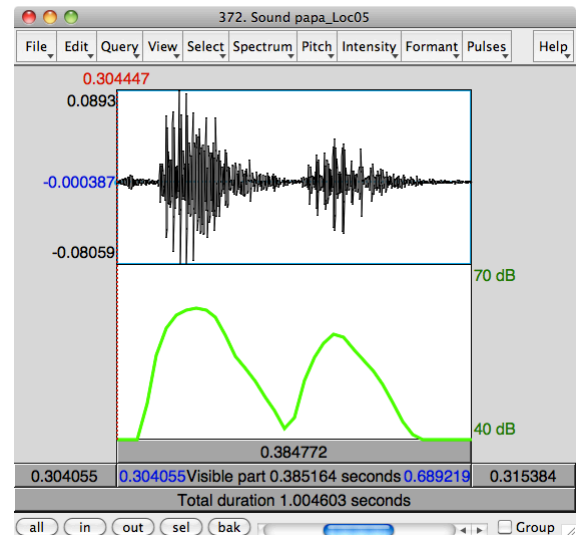 372. Sound papa_Loc05
File Edit Query View Select Spectrum Pitch Intensity Formant Pulses Help
0.304447
0.0893
-0.000387
-0.08059
70 dB
40 dB
0.384772
0.304055 0.304055 Visible part 0.385164 seconds 0.689219 0.315384
Total duration 1.004603 seconds
all in out sel bak Group